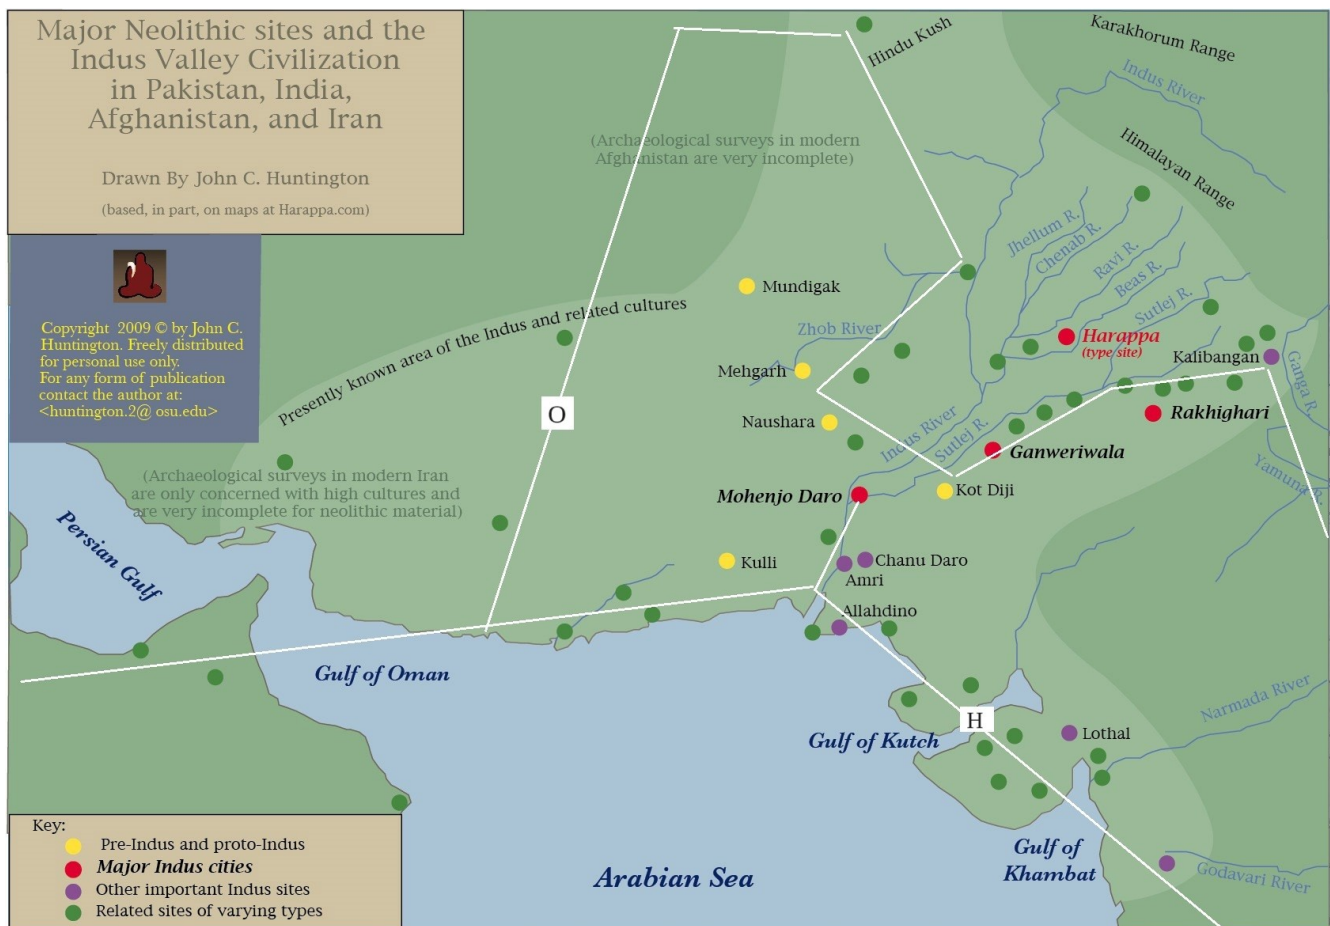 Major Neolithic sites and the
Indus Valley Civilization
in Pakistan, India,
Afghanistan, and Iran
Drawn By John C. Huntington
(based, in part, on maps at Harappa.com)
Copyright 2009 © by John C.
Huntington. Freely distributed
for personal use only.
For any form of publication
contact the author at:
<huntington.2@ osu.edu>
Hindu Kush
Karakhorum Range
Indus River
Himalayan Range
(Archaeological surveys in modern
Afghanistan are very incomplete)
Jhellum R.
Chenab R.
Ravi R.
Beas R.
Sutlej R.
Mundigak
Presently known area of the Indus and related cultures
Zhob River
Harappa
(type site)
Kalibangan
Ganga R.
Mehgarh
O
Naushara
Rakhighari
Indus River
Sutlej R.
Ganweriwala
Yamuna R.
(Archaeological surveys in modern Iran
are only concerned with high cultures and
are very incomplete for neolithic material)
Mohenjo Daro
Kot Diji
Persian Gulf
Kulli
Chanu Daro
Amri
Allahdino
Gulf of Oman
Narmada River
H
Gulf of Kutch
Lothal
Gulf of
Khambat
Godavari River
Arabian Sea
Key:
Pre-Indus and proto-Indus
Major Indus cities
Other important Indus sites
Related sites of varying types